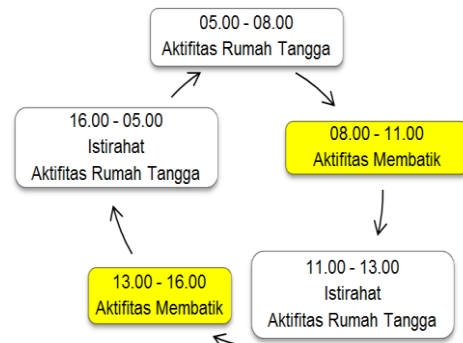 05.00 - 08.00
Aktifitas Rumah Tangga
08.00 - 11.00
Aktifitas Membatik
11.00 - 13.00
Istirahat
Aktifitas Rumah Tangga
13.00 - 16.00
Aktifitas Membatik
16.00 - 05.00
Istirahat
Aktifitas Rumah Tangga